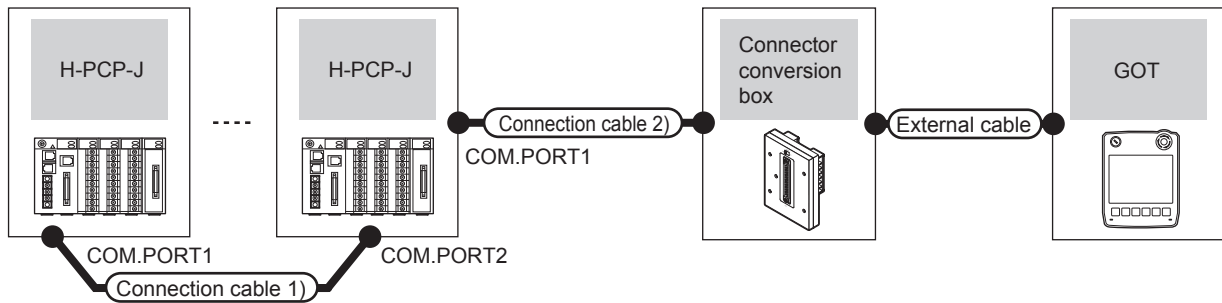 H-PCP-J
H-PCP-J
Connector
conversion
box
GOT
Connection cable 2)
External cable
COM.PORT1
COM.PORT1
COM.PORT2
Connection cable 1)